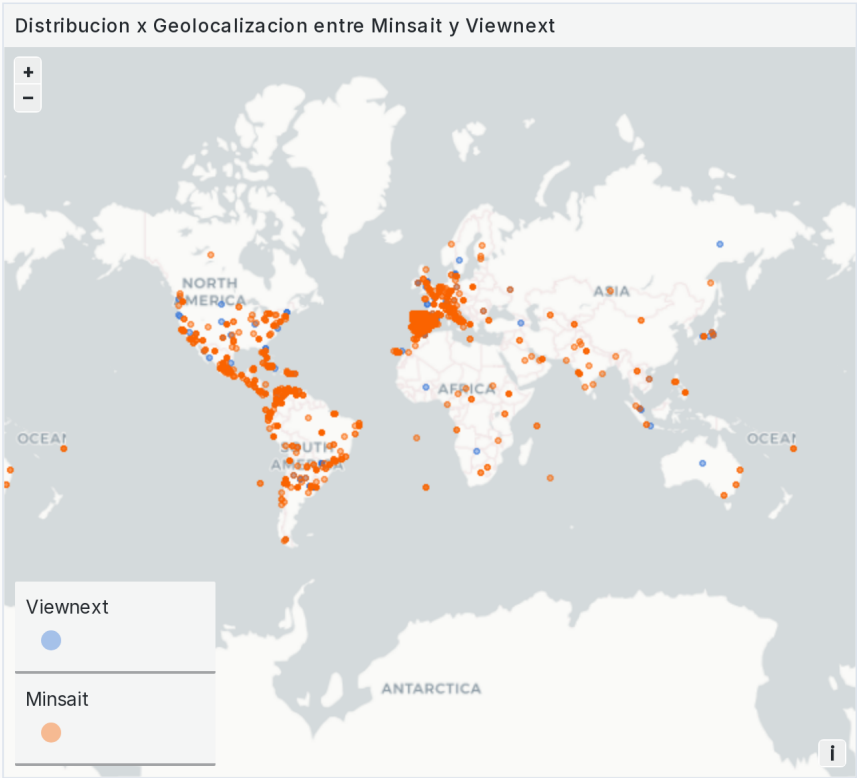 Distribucion x Geolocalizacion entre Minsait y Viewnext
+
−
NORTH
AMERICA
ASIA
AFRICA
OCEAN
OCEAN
SOUTH
AMERICA
Viewnext
Minsait
ANTARCTICA
i